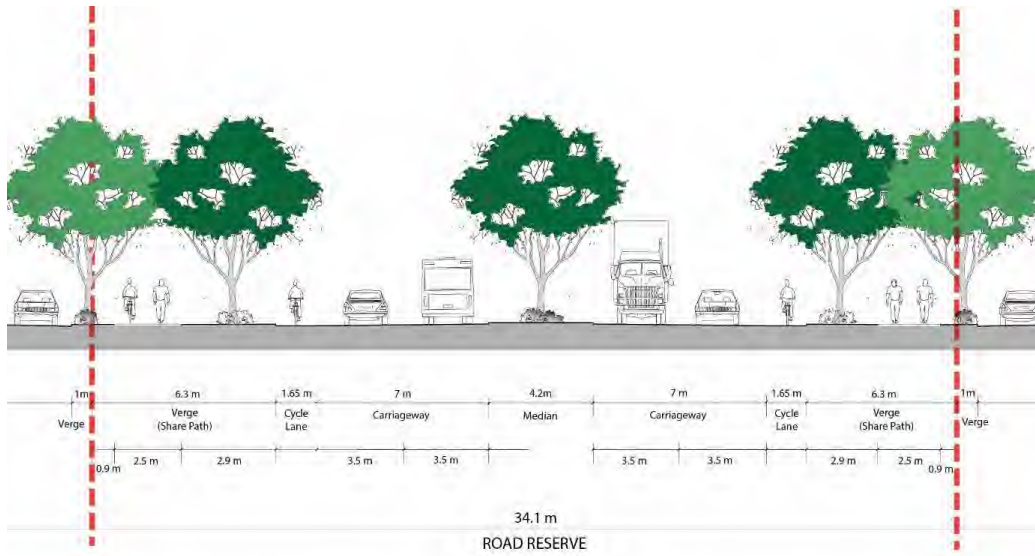 1m 6.3 m 1.65 m 7 m 4.2 m 7 m 1.65 m 6.3 m 1m
Verge Verge (Share Path) Cycle Lane Carriageway Median Carriageway Cycle Lane Verge (Share Path) Verge
0.9 m 2.5 m 2.9 m 3.5 m 3.5 m 3.5 m 3.5 m 2.9 m 2.5 m 0.9 m
34.1 m
ROAD RESERVE